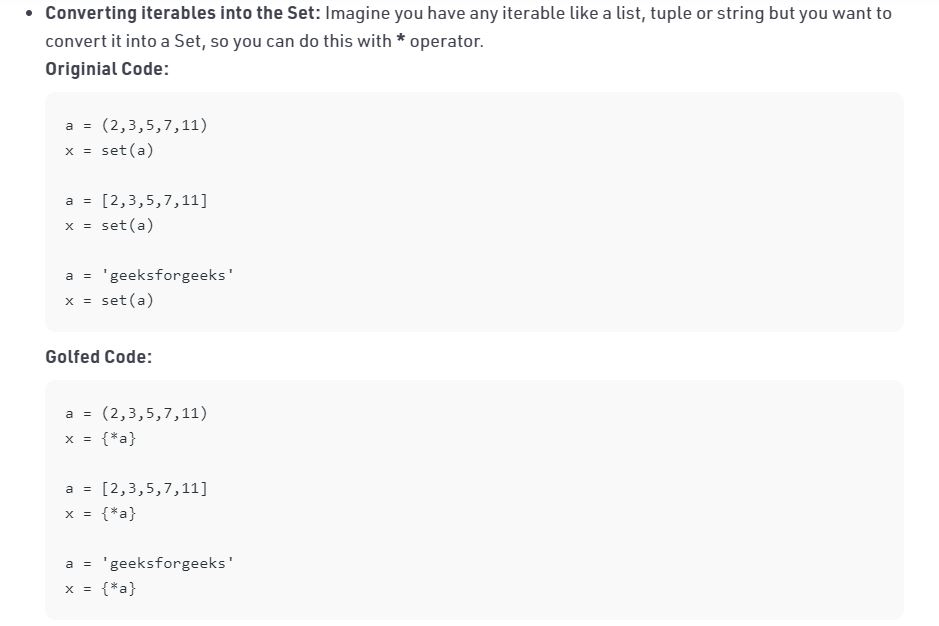 Converting iterables into the Set: Imagine you have any iterable like a list, tuple or string but you want to
convert it into a Set, so you can do this with * operator.
Originial Code:
a = (2,3,5,7,11)
x = set(a)
a = [2,3,5,7,11]
x = set(a)
a = 'geeksforgeeks'
x = set(a)
Golfed Code:
a = (2,3,5,7,11)
x = {*a}
a = [2,3,5,7,11]
x = {*a}
a = 'geeksforgeeks'
x = {*a}